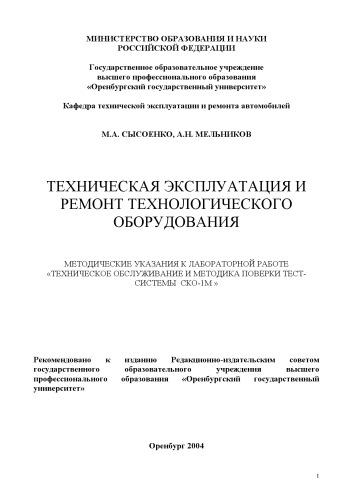 МИНИСТЕРСТВО ОБРАЗОВАНИЯ И НАУКИ
РОССИЙСКОЙ ФЕДЕРАЦИИ
Государственное образовательное учреждение
высшего профессионального образования
«Оренбургский государственный университет»
Кафедра технической эксплуатации и ремонта автомобилей
М.А. СЫСОЕНКО, А.Н. МЕЛЬНИКОВ
ТЕХНИЧЕСКАЯ ЭКСПЛУАТАЦИЯ И
РЕМОНТ ТЕХНОЛОГИЧЕСКОГО
ОБОРУДОВАНИЯ
МЕТОДИЧЕСКИЕ УКАЗАНИЯ К ЛАБОРАТОРНОЙ РАБОТЕ
«ТЕХНИЧЕСКОЕ ОБСЛУЖИВАНИЕ И МЕТОДИКА ПОВЕРКИ ТЕСТ-
СИСТЕМЫ СКО-1М »
Рекомендовано к изданию Редакционно-издательским советом
государственного образовательного учреждения высшего
профессионального образования «Оренбургский государственный
университет»
Оренбург 2004
1